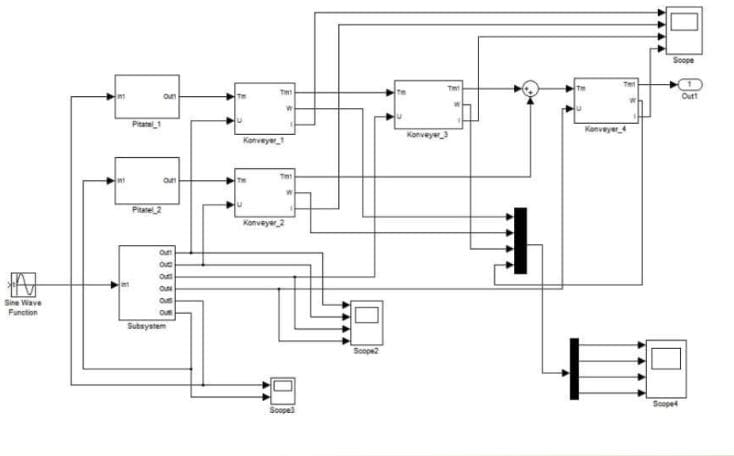 Scope
1
Out1
In1
Out1
Pitatel_1
Tm
U
Tm1
W
I
Konveyer_1
Tm
U
Tm1
W
I
Konveyer_3
Tm
U
Tm1
W
I
Konveyer_4
In1
Out1
Pitatel_2
Tm
U
Tm1
W
I
Konveyer_2
In1
Out1
Out2
Out3
Out4
Out5
Out6
Subsystem
Sine Wave
Function
Scope2
Scope3
Scope4